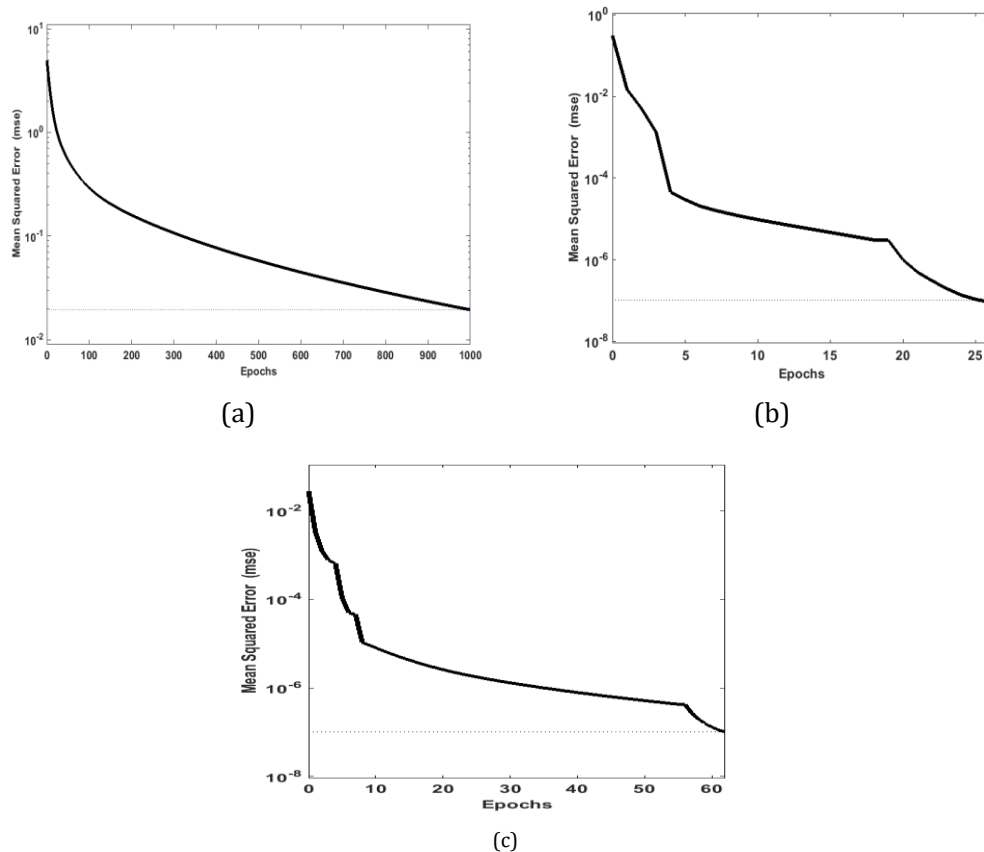 10^1
10^0
10^-1
10^-2
Mean Squared Error (mse)
0 100 200 300 400 500 600 700 800 900 1000
Epochs
(a)
10^0
10^-2
10^-4
10^-6
10^-8
Mean Squared Error (mse)
0 5 10 15 20 25
Epochs
(b)
10^-2
10^-4
10^-6
10^-8
Mean Squared Error (mse)
0 10 20 30 40 50 60
Epochs
(c)